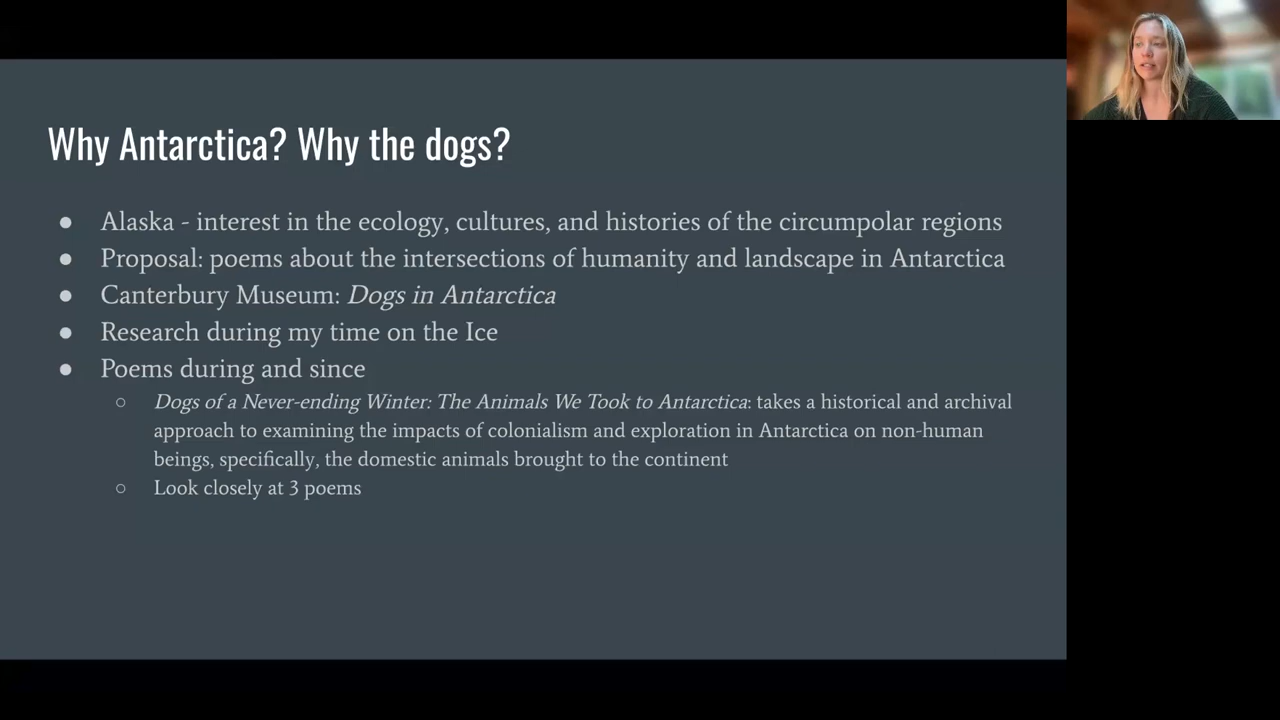 Why Antarctica? Why the dogs?
● Alaska - interest in the ecology, cultures, and histories of the circumpolar regions
● Proposal: poems about the intersections of humanity and landscape in Antarctica
● Canterbury Museum: Dogs in Antarctica
● Research during my time on the Ice
● Poems during and since
○ Dogs of a Never-ending Winter: The Animals We Took to Antarctica: takes a historical and archival
approach to examining the impacts of colonialism and exploration in Antarctica on non-human
beings, specifically, the domestic animals brought to the continent
○ Look closely at 3 poems